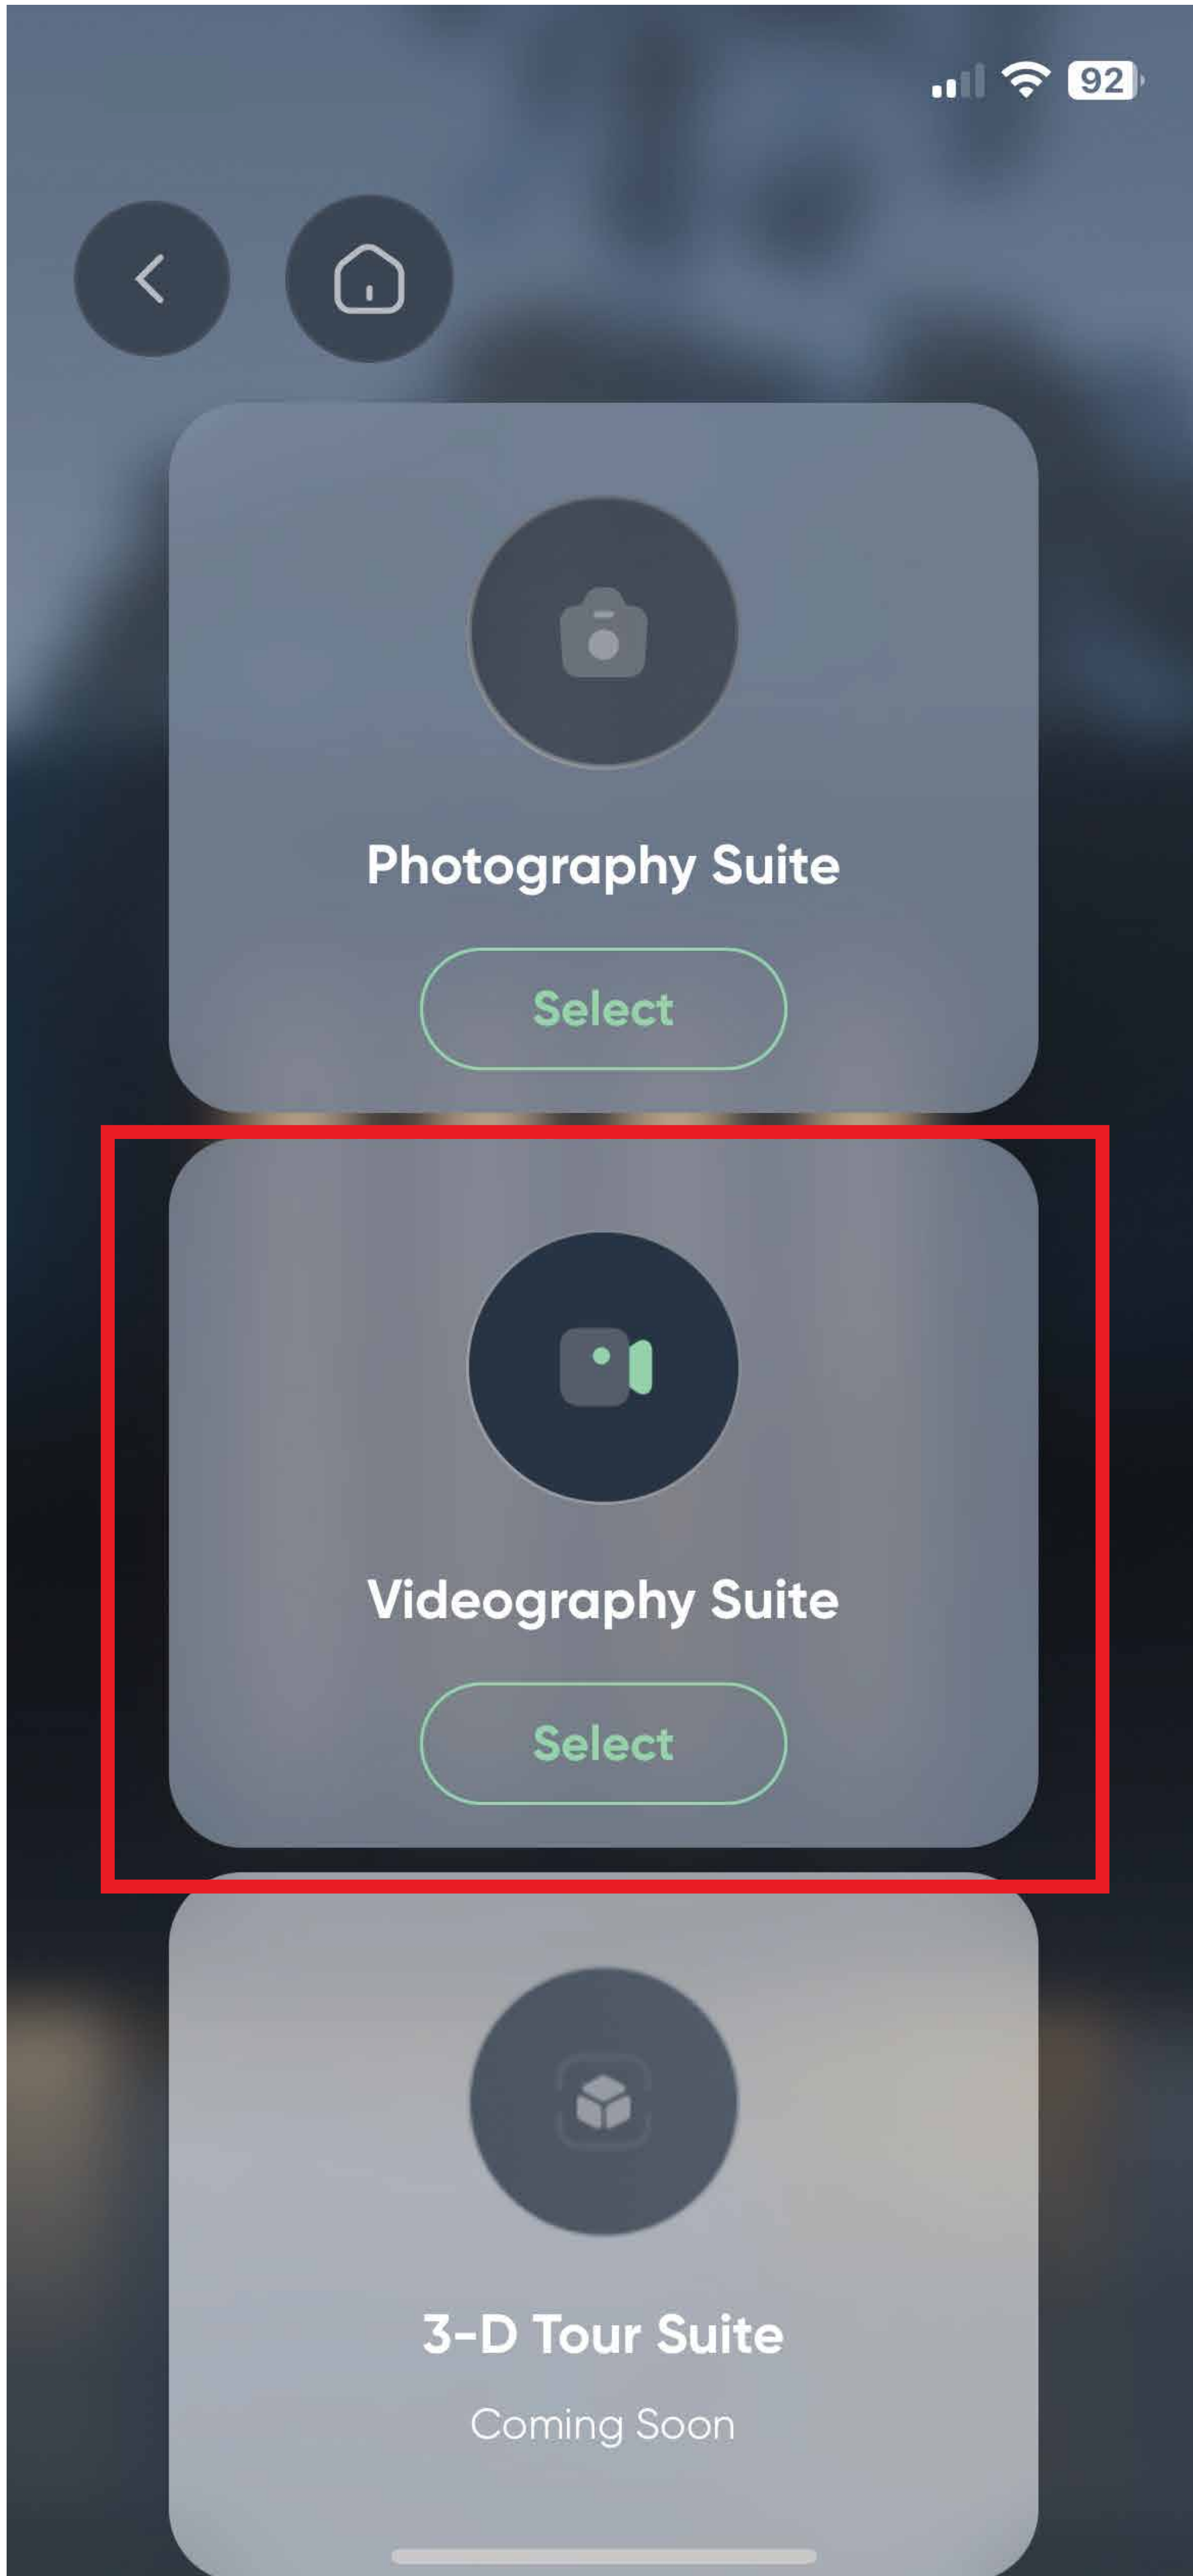 92
Photography Suite
Select
Videography Suite
Select
3-D Tour Suite
Coming Soon